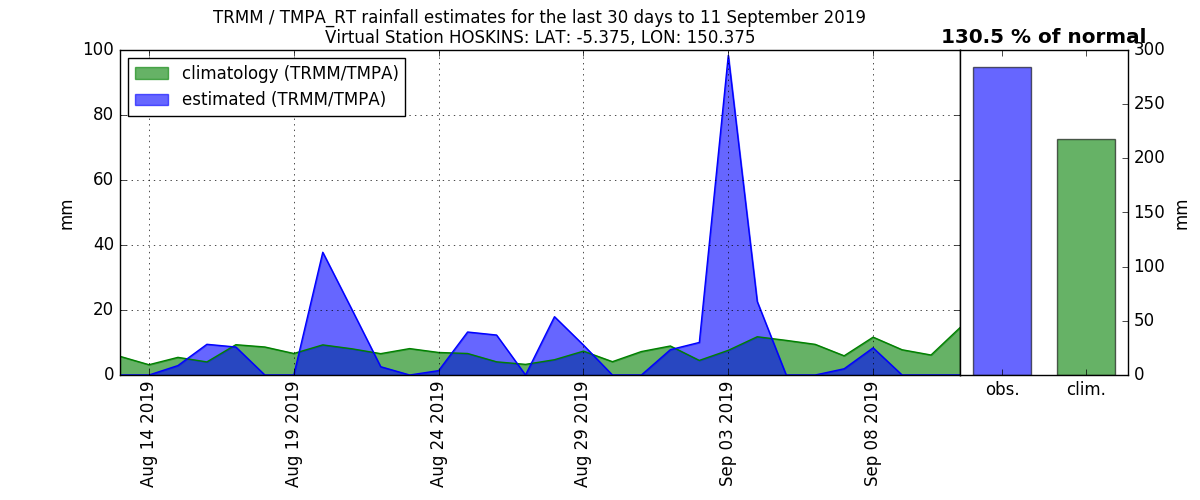 TRMM / TMPA_RT rainfall estimates for the last 30 days to 11 September 2019
Virtual Station HOSKINS: LAT: -5.375, LON: 150.375
130.5 % of normal
climatology (TRMM/TMPA)
estimated (TRMM/TMPA)
mm
100
80
60
40
20
0
Aug 14 2019
Aug 19 2019
Aug 24 2019
Aug 29 2019
Sep 03 2019
Sep 08 2019
obs.
clim.
300
250
200
150
100
50
0
mm